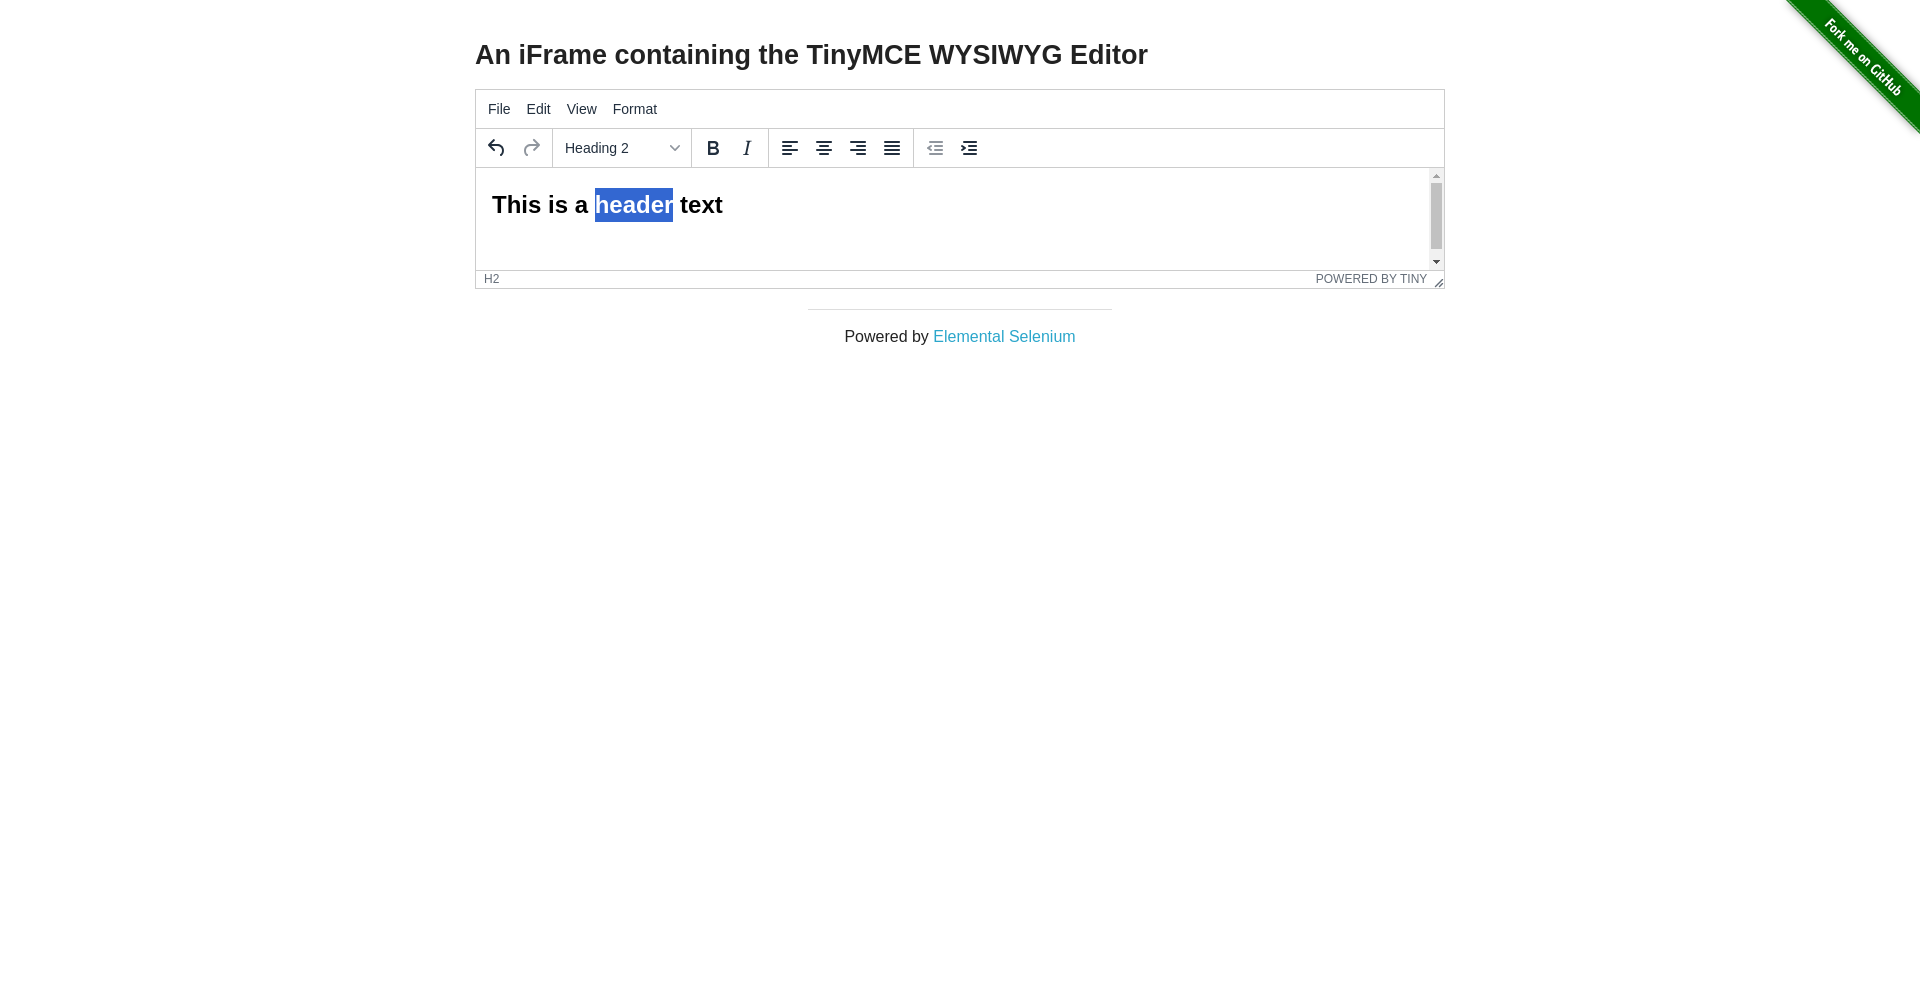 Fork me on GitHub
An iFrame containing the TinyMCE WYSIWYG Editor
File Edit View Format
Heading 2 B I
This is a header text
H2 POWERED BY TINY
Powered by Elemental Selenium